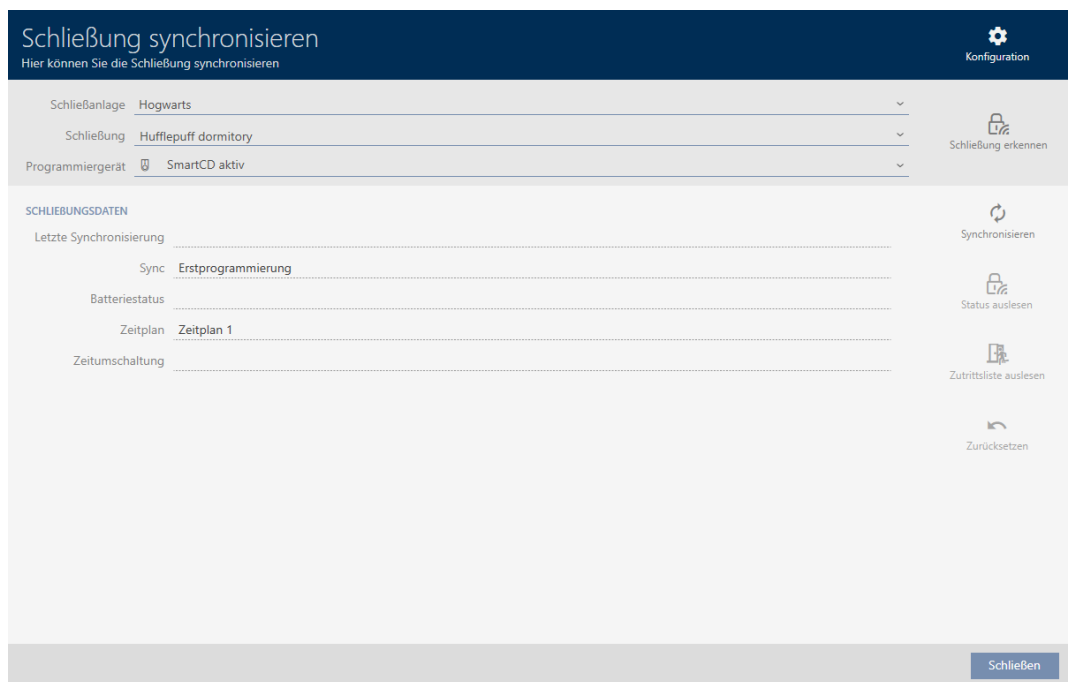 Schließung synchronisieren
Hier können Sie die Schließung synchronisieren
Konfiguration
Schließanlage Hogwarts
Schließung Hufflepuff dormitory
Programmiergerät SmartCD aktiv
Schließung erkennen
SCHLIEßUNGSDATEN
Letzte Synchronisierung
Sync Erstprogrammierung
Batteriestatus
Zeitplan Zeitplan 1
Zeitumschaltung
Synchronisieren
Status auslesen
Zutrittsliste auslesen
Zurücksetzen
Schließen